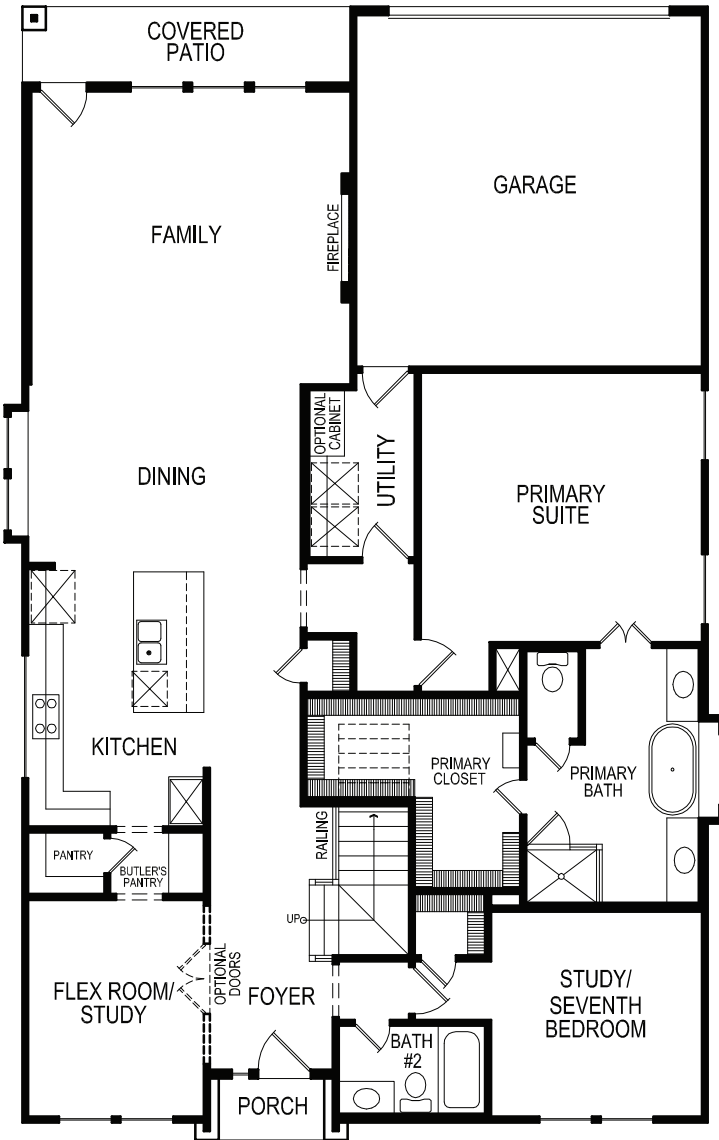 COVERED
PATIO
GARAGE
FAMILY
FIREPLACE
OPTIONAL
CABINET
UTILITY
DINING
PRIMARY
SUITE
KITCHEN
PRIMARY
CLOSET
PRIMARY
BATH
RAILING
PANTRY
BUTLER'S
PANTRY
UP
OPTIONAL
DOORS
FLEX ROOM/
STUDY
FOYER
STUDY/
SEVENTH
BEDROOM
BATH
#2
PORCH